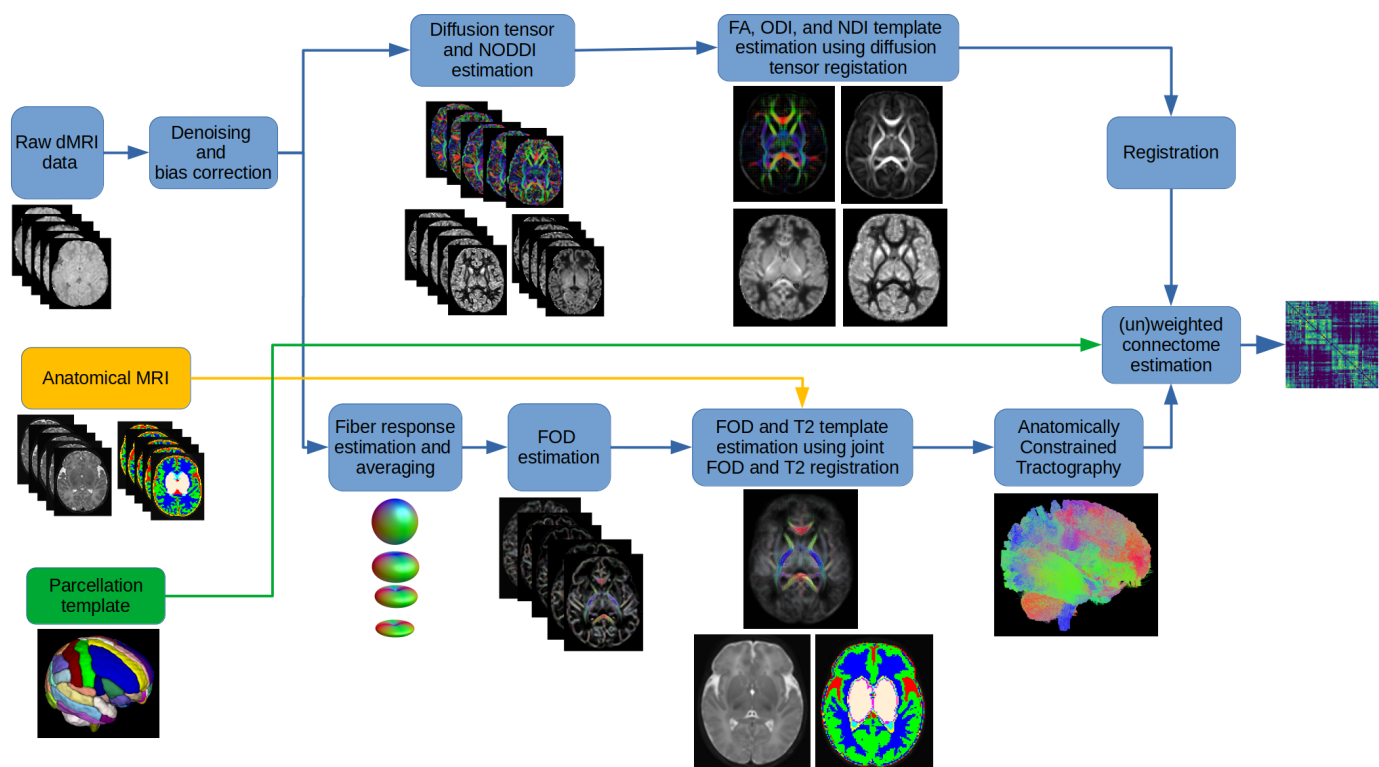 Diffusion tensor
and NODDI
estimation
FA, ODI, and NDI template
estimation using diffusion
tensor registation
Raw dMRI
data
Denoising
and
bias correction
Registration
(un)weighted
connectome
estimation
Anatomical MRI
Fiber response
estimation and
averaging
FOD
estimation
FOD and T2 template
estimation using joint
FOD and T2 registration
Anatomically
Constrained
Tractography
Parcellation
template